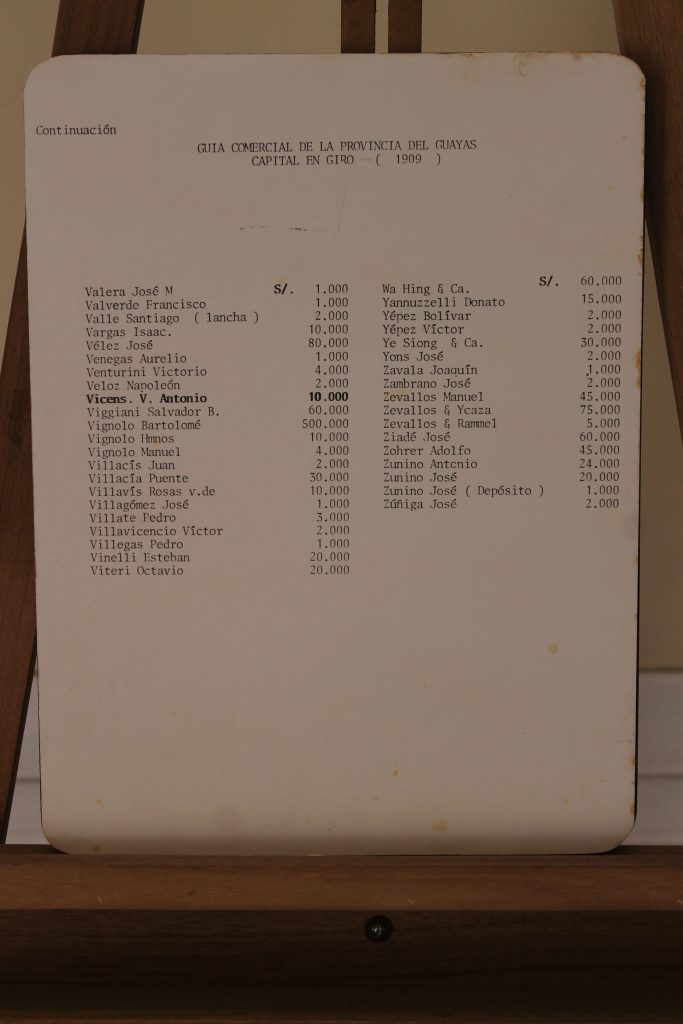 Continuación
GUIA COMERCIAL DE LA PROVINCIA DEL GUAYAS
CAPITAL EN GIRO -- ( 1909 )
Valera José M S/. 1.000
Valverde Francisco 1.000
Valle Santiago ( lancha ) 2.000
Vargas Isaac. 10.000
Vélez José 80.000
Venegas Aurelio 1.000
Venturini Victorio 4.000
Veloz Napoleón 2.000
Vicens. V. Antonio 10.000
Viggiani Salvador B. 60.000
Vignolo Bartolomé 500.000
Vignolo Hmnos 10.000
Vignolo Manuel 4.000
Villacís Juan 2.000
Villacía Puente 30.000
Villavís Rosas v.de 10.000
Villagómez José 1.000
Villate Pedro 3.000
Villavicencio Víctor 2.000
Villegas Pedro 1.000
Vinelli Esteban 20.000
Viteri Octavio 20.000
Wa Hing & Ca. S/. 60.000
Yannuzzelli Donato 15.000
Yépez Bolívar 2.000
Yépez Víctor 2.000
Ye Siong & Ca. 30.000
Yons José 2.000
Zavala Joaquín 1.000
Zambrano José 2.000
Zevallos Manuel 45.000
Zevallos & Ycaza 75.000
Zevallos & Rammel 5.000
Ziadé José 60.000
Zohrer Adolfo 45.000
Zunino Antonio 24.000
Zunino José 20.000
Zunino José ( Depósito ) 1.000
Zúñiga José 2.000